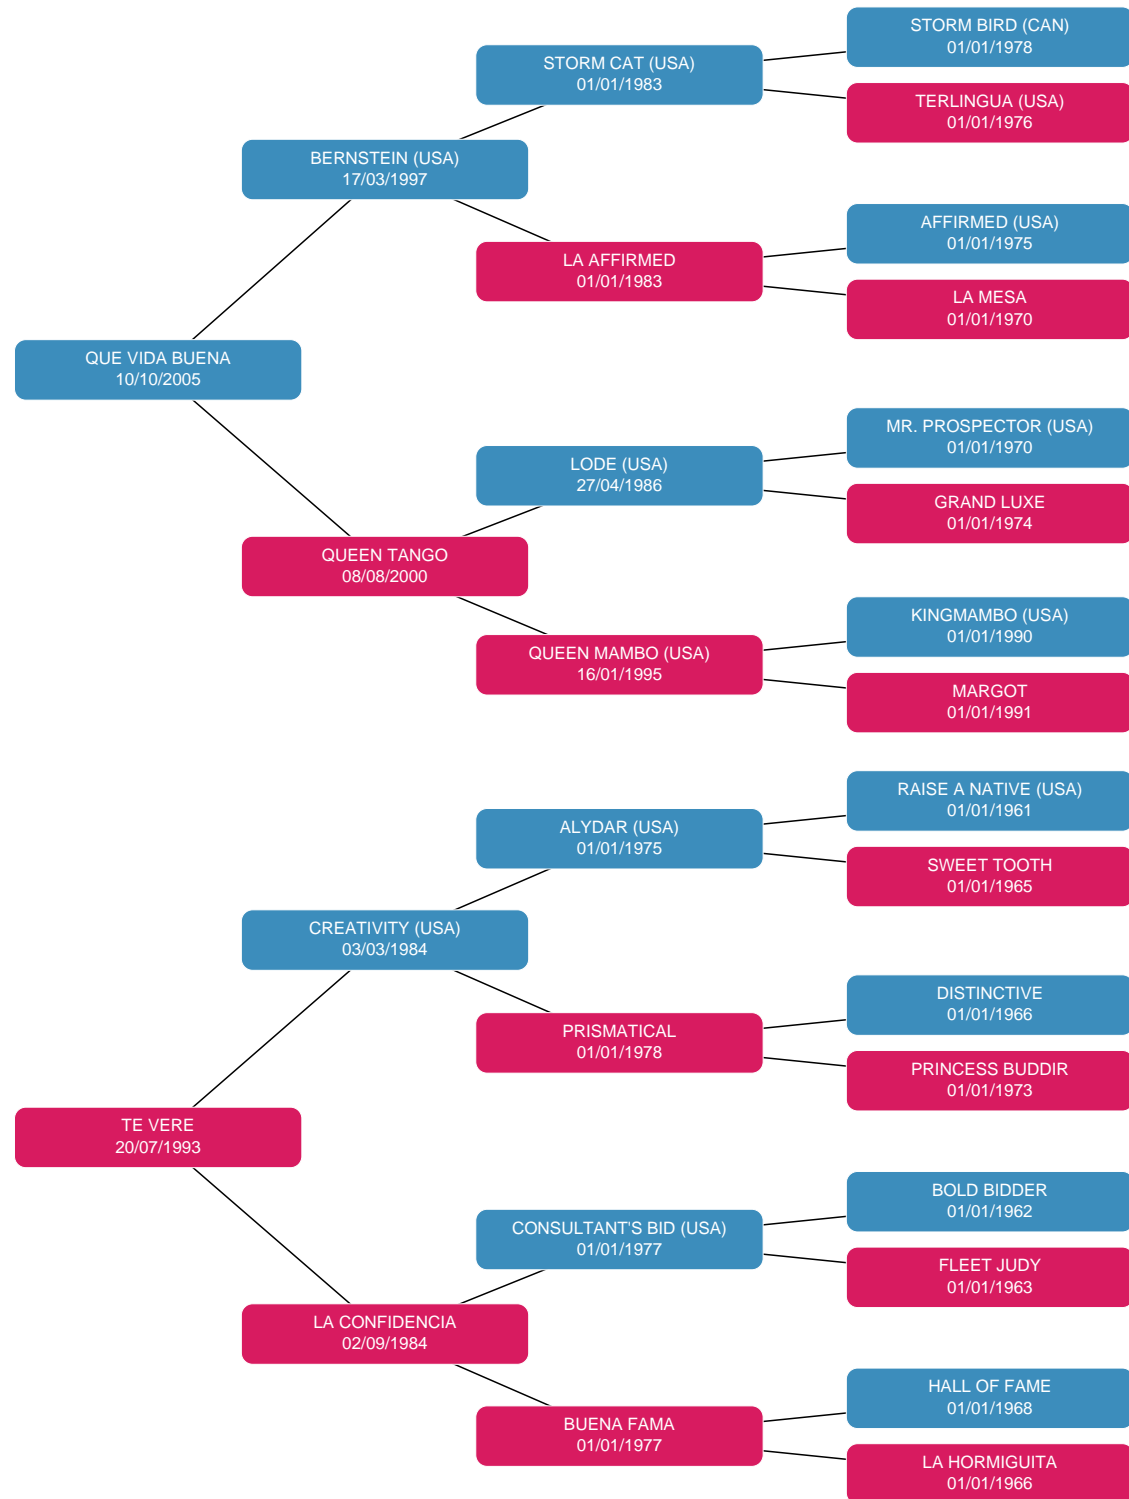 STORM BIRD (CAN)
01/01/1978
STORM CAT (USA)
01/01/1983
TERLINGUA (USA)
01/01/1976
BERNSTEIN (USA)
17/03/1997
AFFIRMED (USA)
01/01/1975
LA AFFIRMED
01/01/1983
LA MESA
01/01/1970
QUE VIDA BUENA
10/10/2005
MR. PROSPECTOR (USA)
01/01/1970
LODE (USA)
27/04/1986
GRAND LUXE
01/01/1974
QUEEN TANGO
08/08/2000
KINGMAMBO (USA)
01/01/1990
QUEEN MAMBO (USA)
16/01/1995
MARGOT
01/01/1991
RAISE A NATIVE (USA)
01/01/1961
ALYDAR (USA)
01/01/1975
SWEET TOOTH
01/01/1965
CREATIVITY (USA)
03/03/1984
DISTINCTIVE
01/01/1966
PRISMATICAL
01/01/1978
PRINCESS BUDDIR
01/01/1973
TE VERE
20/07/1993
BOLD BIDDER
01/01/1962
CONSULTANT'S BID (USA)
01/01/1977
FLEET JUDY
01/01/1963
LA CONFIDENCIA
02/09/1984
HALL OF FAME
01/01/1968
BUENA FAMA
01/01/1977
LA HORMIGUITA
01/01/1966